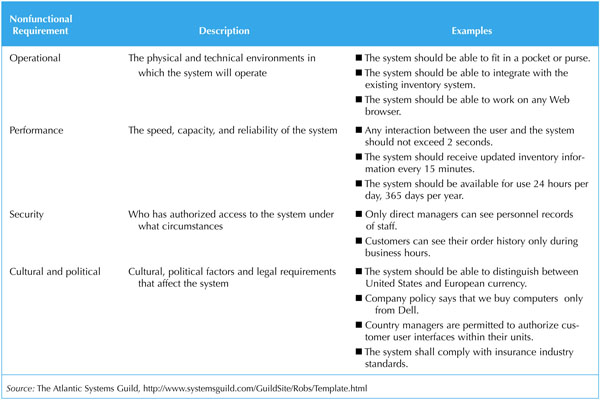 Nonfunctional
Requirement
Description
Examples
Operational
The physical and technical environments in
which the system will operate
■ The system should be able to fit in a pocket or purse.
■ The system should be able to integrate with the
existing inventory system.
■ The system should be able to work on any Web
browser.
Performance
The speed, capacity, and reliability of the system
■ Any interaction between the user and the system
should not exceed 2 seconds.
■ The system should receive updated inventory infor-
mation every 15 minutes.
■ The system should be available for use 24 hours per
day, 365 days per year.
Security
Who has authorized access to the system under
what circumstances
■ Only direct managers can see personnel records
of staff.
■ Customers can see their order history only during
business hours.
Cultural and political
Cultural, political factors and legal requirements
that affect the system
■ The system should be able to distinguish between
United States and European currency.
■ Company policy says that we buy computers only
from Dell.
■ Country managers are permitted to authorize cus-
tomer user interfaces within their units.
■ The system shall comply with insurance industry
standards.
Source: The Atlantic Systems Guild, http://www.systemsguild.com/GuildSite/Robs/Template.html